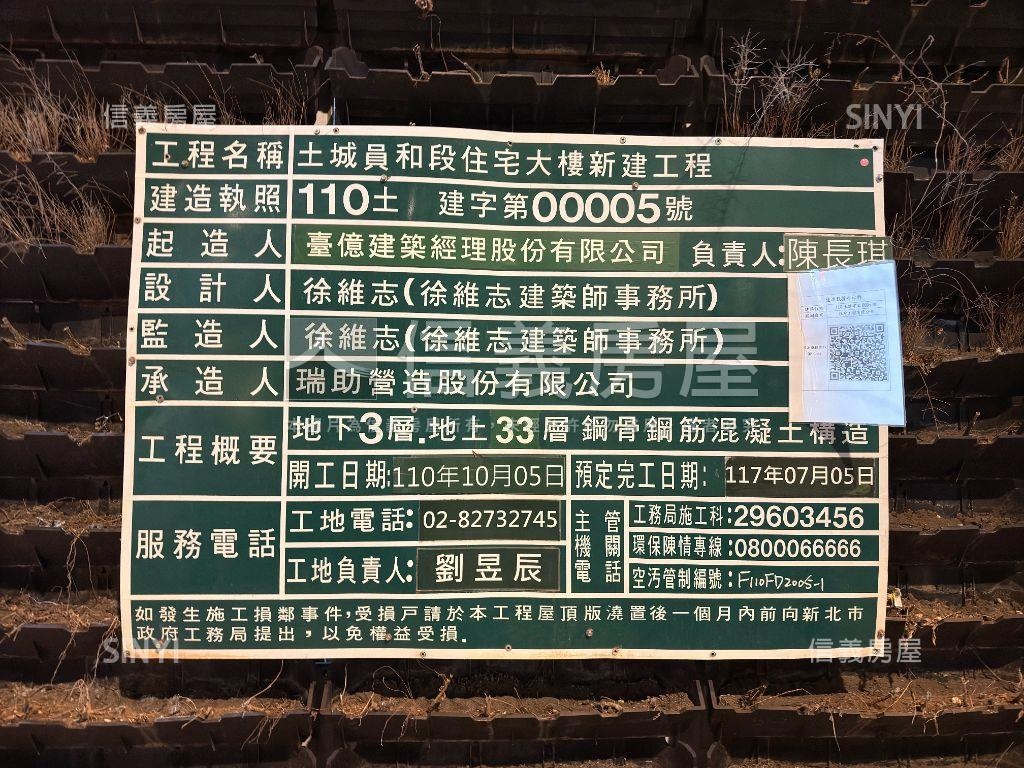 信義房屋
SINYI
工程名稱 土城員和段住宅大樓新建工程
建造執照 110土 建字第00005號
起造人 臺億建築經理股份有限公司 負責人:陳長琪
設計人 徐維志(徐維志建築師事務所)
監造人 徐維志(徐維志建築師事務所)
信義房屋
承造人 瑞助營造股份有限公司
工程概要 地下3層.地上33層 鋼骨鋼筋混凝土構造
開工日期:110年10月05日 預定完工日期:117年07月05日
服務電話 工地電話:02-82732745
工地負責人:劉昱辰
主管機關電話 工務局施工科:29603456
環保陳情專線:0800066666
空汚管制編號:F110FD2005-1
如發生施工損鄰事件,受損戶請於本工程屋頂版澆置後一個月內前向新北市
政府工務局提出,以免權益受損.
SINYI
信義房屋